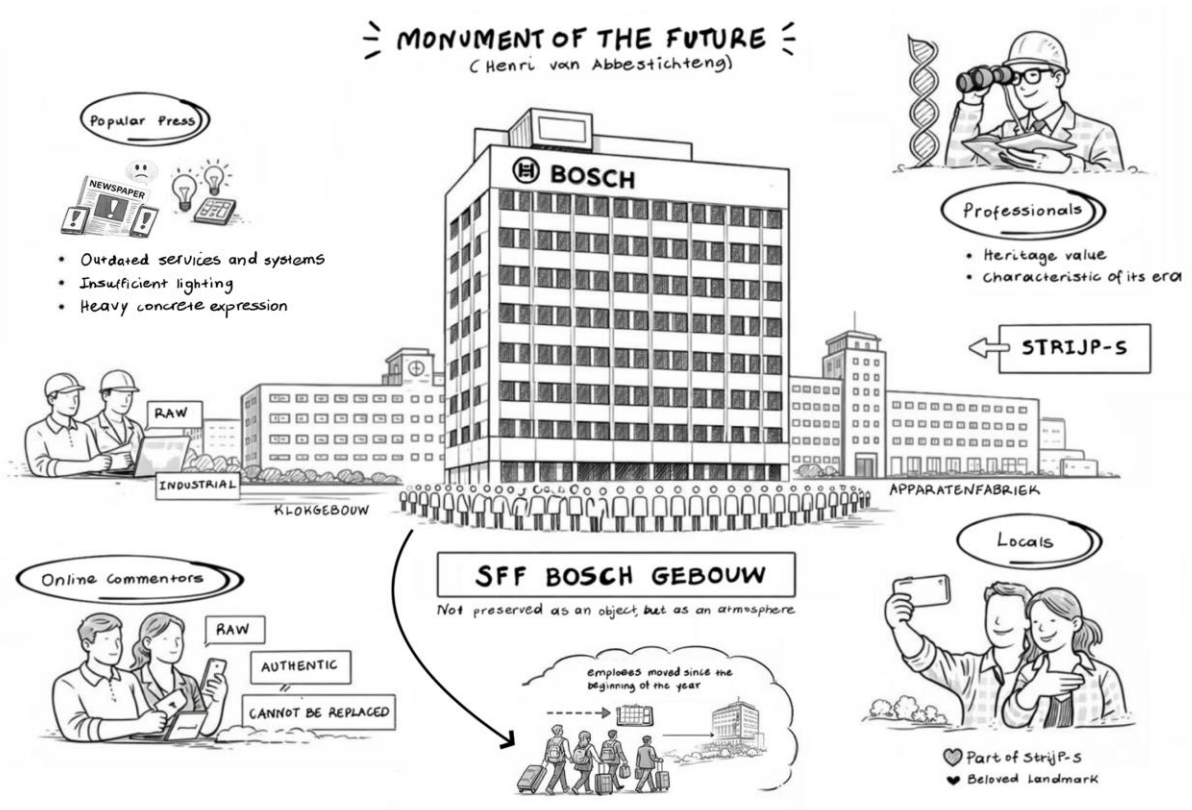 MONUMENT OF THE FUTURE
(Henri van Abbestichteng)
Popular Press
NEWSPAPER
Outdated services and systems
Insufficient lighting
Heavy concrete expression
BOSCH
Professionals
Heritage value
Characteristic of its era
STRIJP-S
RAW
INDUSTRIAL
KLOKGEBOUW
APPARATENFABRIEK
Online Commentors
RAW
AUTHENTIC
CANNOT BE REPLACED
SFF BOSCH GEBOUW
Not preserved as an object, but as an atmosphere
emploees moved since the
beginning of the year
Locals
Part of StrijP-S
Beloved Landmark